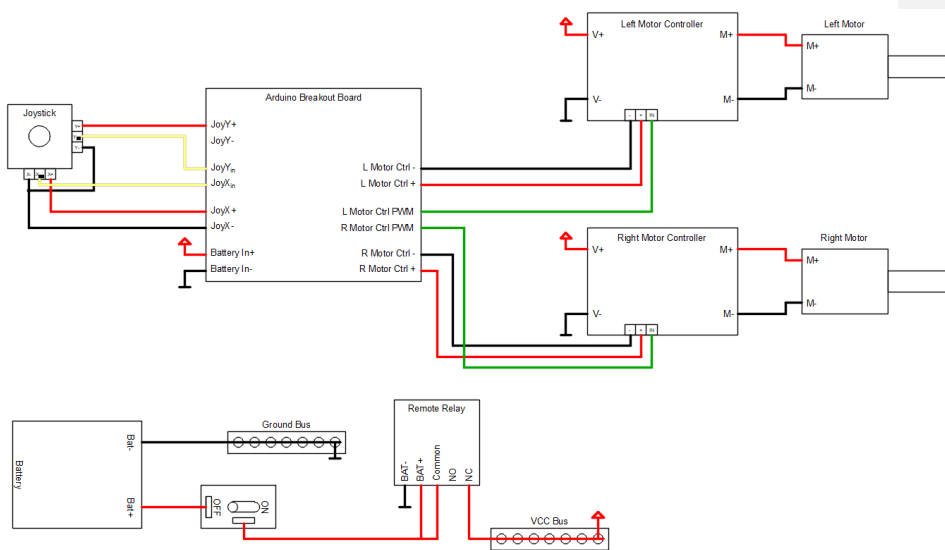 Left Motor Controller
Left Motor
V+
M+
M+
V-
M-
M-
- + IN
Joystick
Y+
Y-
X+
Arduino Breakout Board
JoyY+
JoyY-
JoyYin
JoyXin
JoyX+
JoyX-
Battery In+
Battery In-
L Motor Ctrl -
L Motor Ctrl +
L Motor Ctrl PWM
R Motor Ctrl PWM
R Motor Ctrl -
R Motor Ctrl +
Right Motor Controller
Right Motor
V+
M+
M+
V-
M-
M-
- + IN
Battery
Bat-
Bat+
Ground Bus
OFF
ON
Remote Relay
BAT-
BAT+
Common
NO
NC
VCC Bus